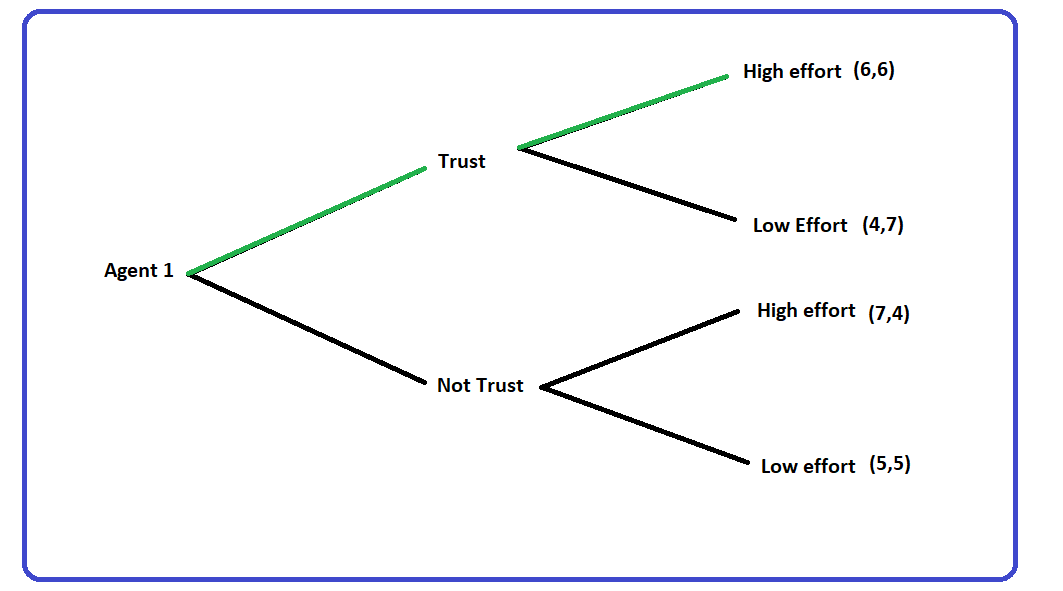 High effort (6,6)
Trust
Low Effort (4,7)
Agent 1
High effort (7,4)
Not Trust
Low effort (5,5)